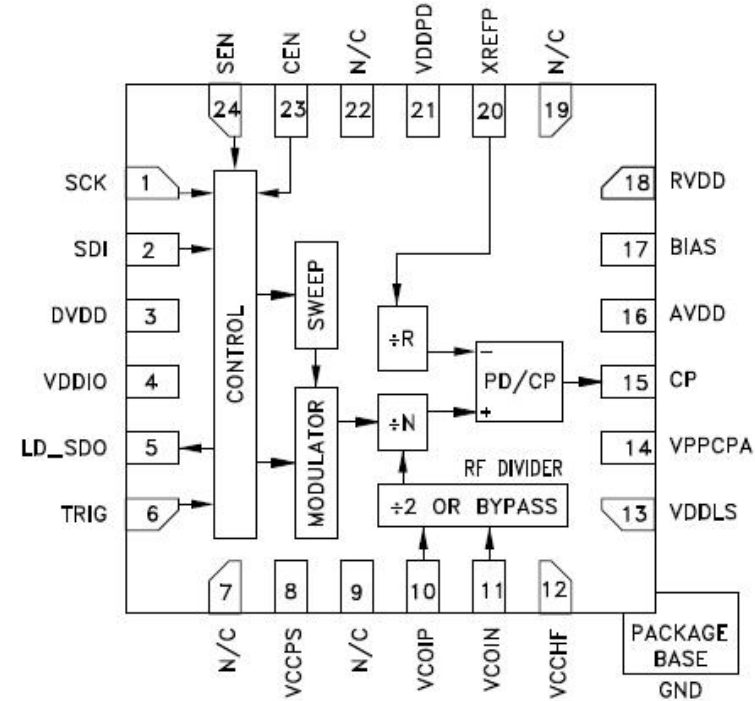 SEN
CEN
N/C
VDDPD
XREFP
N/C
24
23
22
21
20
19
SCK
1
18
RVDD
SDI
2
17
BIAS
DVDD
3
16
AVDD
VDDIO
4
15
CP
LD_SDO
5
14
VPPCPA
TRIG
6
13
VDDLS
CONTROL
SWEEP
MODULATOR
÷R
÷N
−
PD/CP
+
RF DIVIDER
÷2 OR BYPASS
7
8
9
10
11
12
N/C
VCCPS
N/C
VCOIP
VCOIN
VCCHF
PACKAGE
BASE
GND